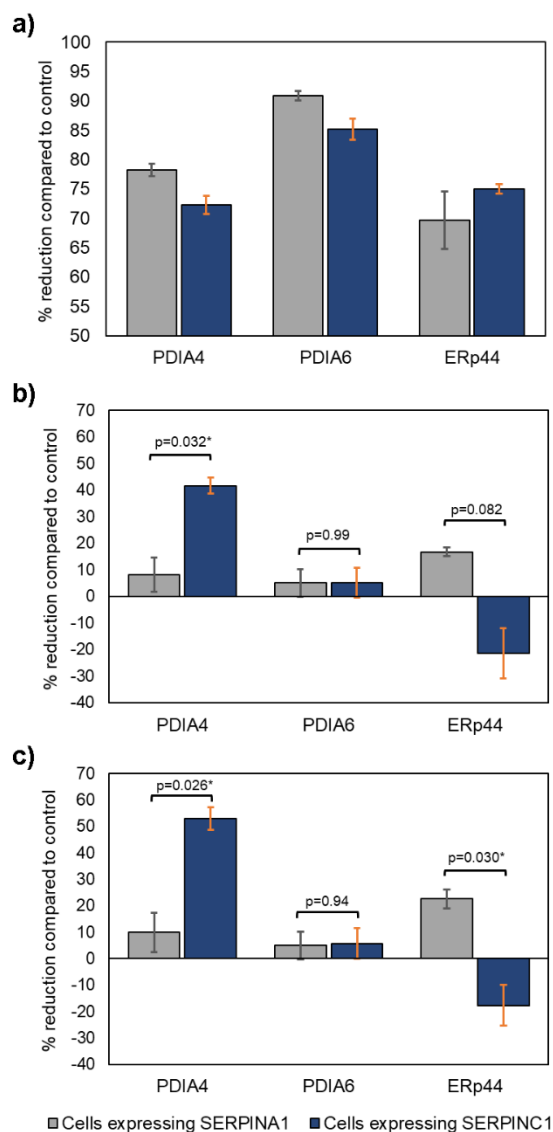 a)
% reduction compared to control
100
95
90
85
80
75
70
65
60
55
50
PDIA4 PDIA6 ERp44
b)
% reduction compared to control
70
60
50
40
30
20
10
0
-10
-20
-30
-40
p=0.032*
p=0.99
p=0.082
PDIA4 PDIA6 ERp44
c)
% reduction compared to control
70
60
50
40
30
20
10
0
-10
-20
-30
-40
p=0.026*
p=0.94
p=0.030*
PDIA4 PDIA6 ERp44
Cells expressing SERPINA1 Cells expressing SERPINC1